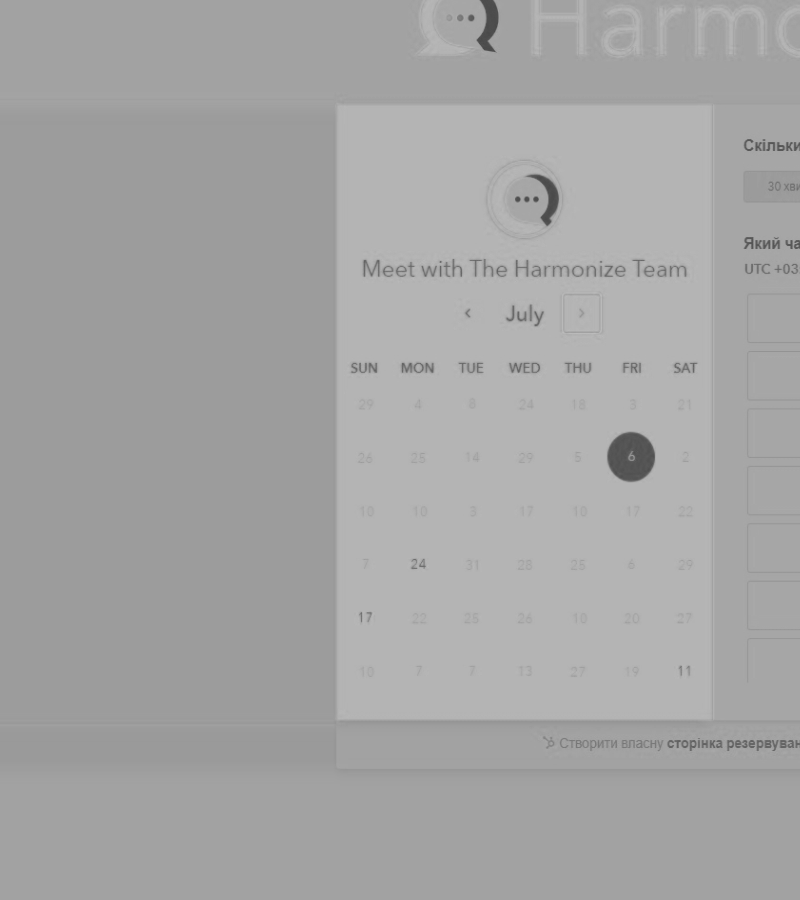 Harmo
Meet with The Harmonize Team
July
SUN MON TUE WED THU FRI SAT
29 4 8 24 18 3 21
26 25 14 29 5 6 2
10 10 3 17 10 17 22
7 24 31 28 25 6 29
17 22 25 26 10 20 27
10 7 7 13 27 19 11
Скільки
30 хви
Який ча
UTC +03
Створити власну сторінка резервуван